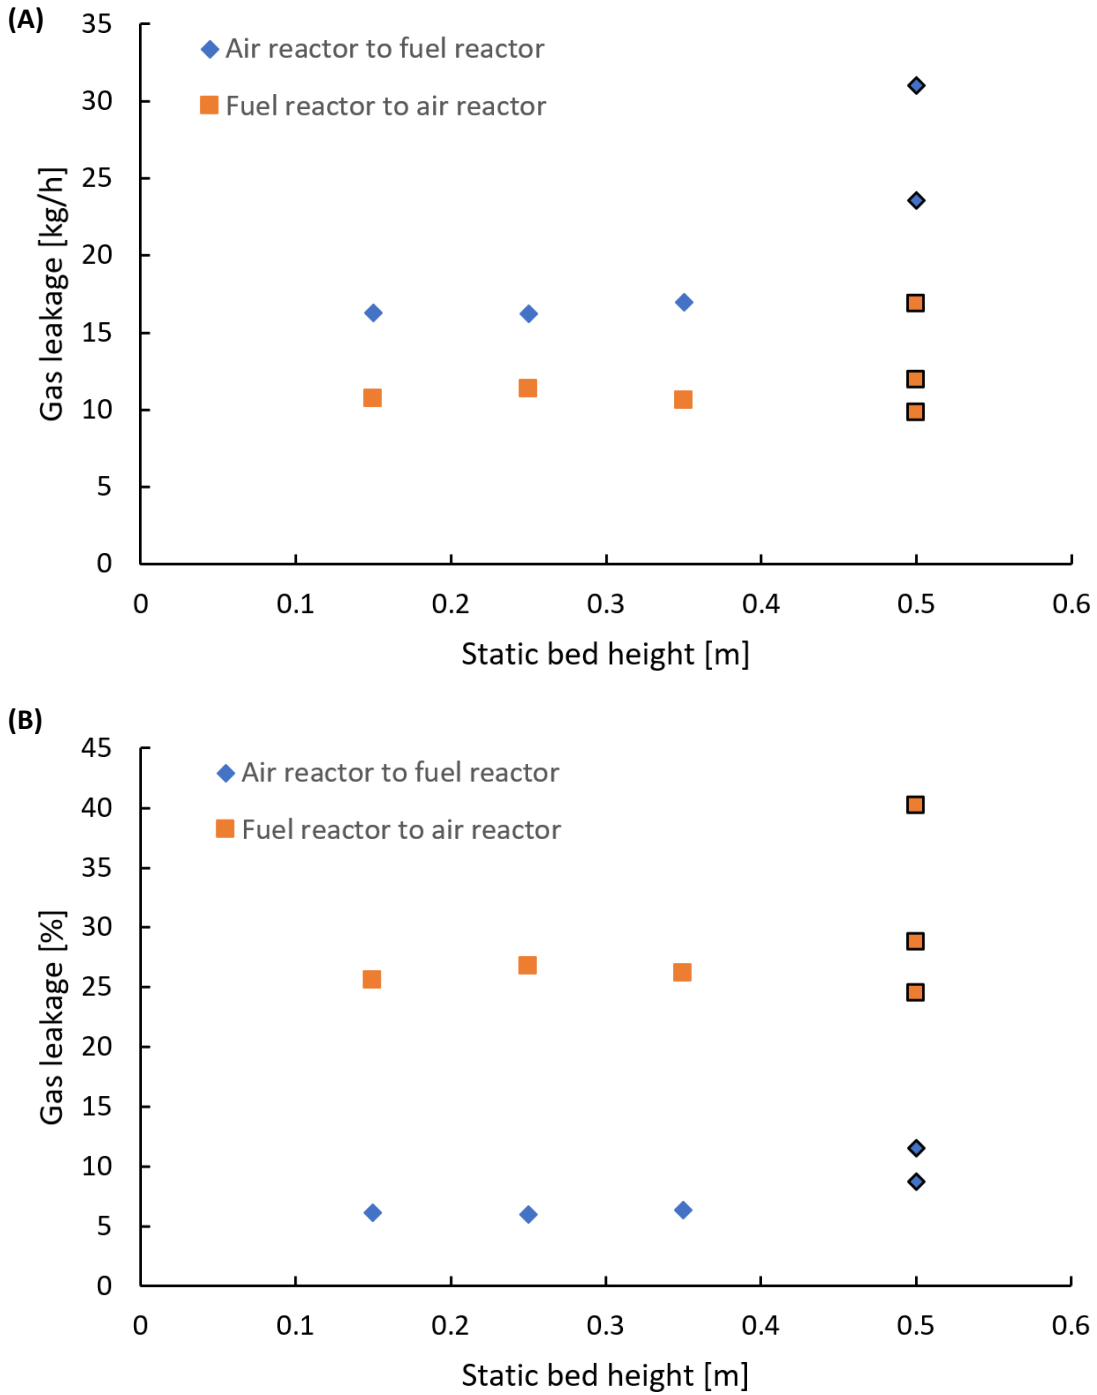 (A)
35
30
25
20
15
10
5
0
Gas leakage [kg/h]
Air reactor to fuel reactor
Fuel reactor to air reactor
0 0.1 0.2 0.3 0.4 0.5 0.6
Static bed height [m]
(B)
45
40
35
30
25
20
15
10
5
0
Gas leakage [%]
Air reactor to fuel reactor
Fuel reactor to air reactor
0 0.1 0.2 0.3 0.4 0.5 0.6
Static bed height [m]